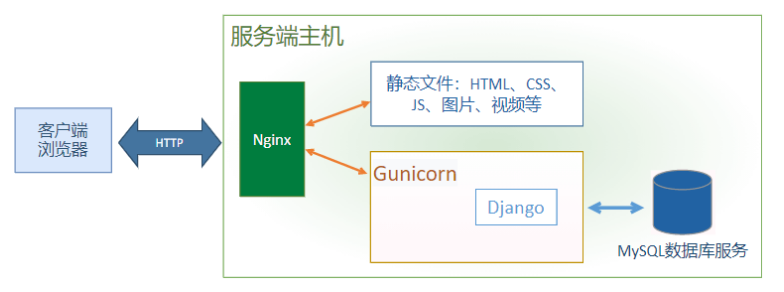 服务端主机
静态文件：HTML、CSS、
JS、图片、视频等
客户端
浏览器
HTTP
Nginx
Gunicorn
Django
MySQL数据库服务